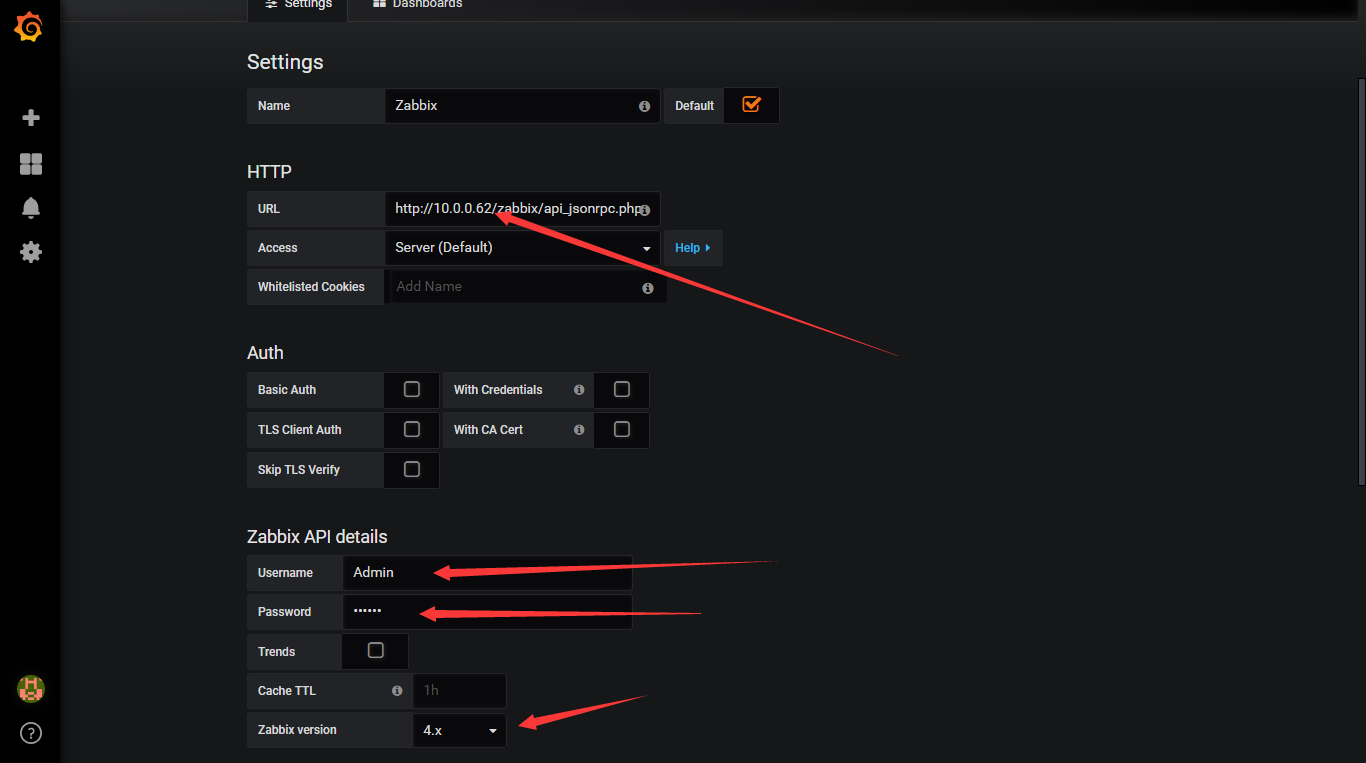 Settings Dashboards
Settings
Name Zabbix Default
HTTP
URL http://10.0.0.62/zabbix/api_jsonrpc.php
Access Server (Default) Help
Whitelisted Cookies Add Name
Auth
Basic Auth With Credentials
TLS Client Auth With CA Cert
Skip TLS Verify
Zabbix API details
Username Admin
Password ••••••
Trends
Cache TTL 1h
Zabbix version 4.x